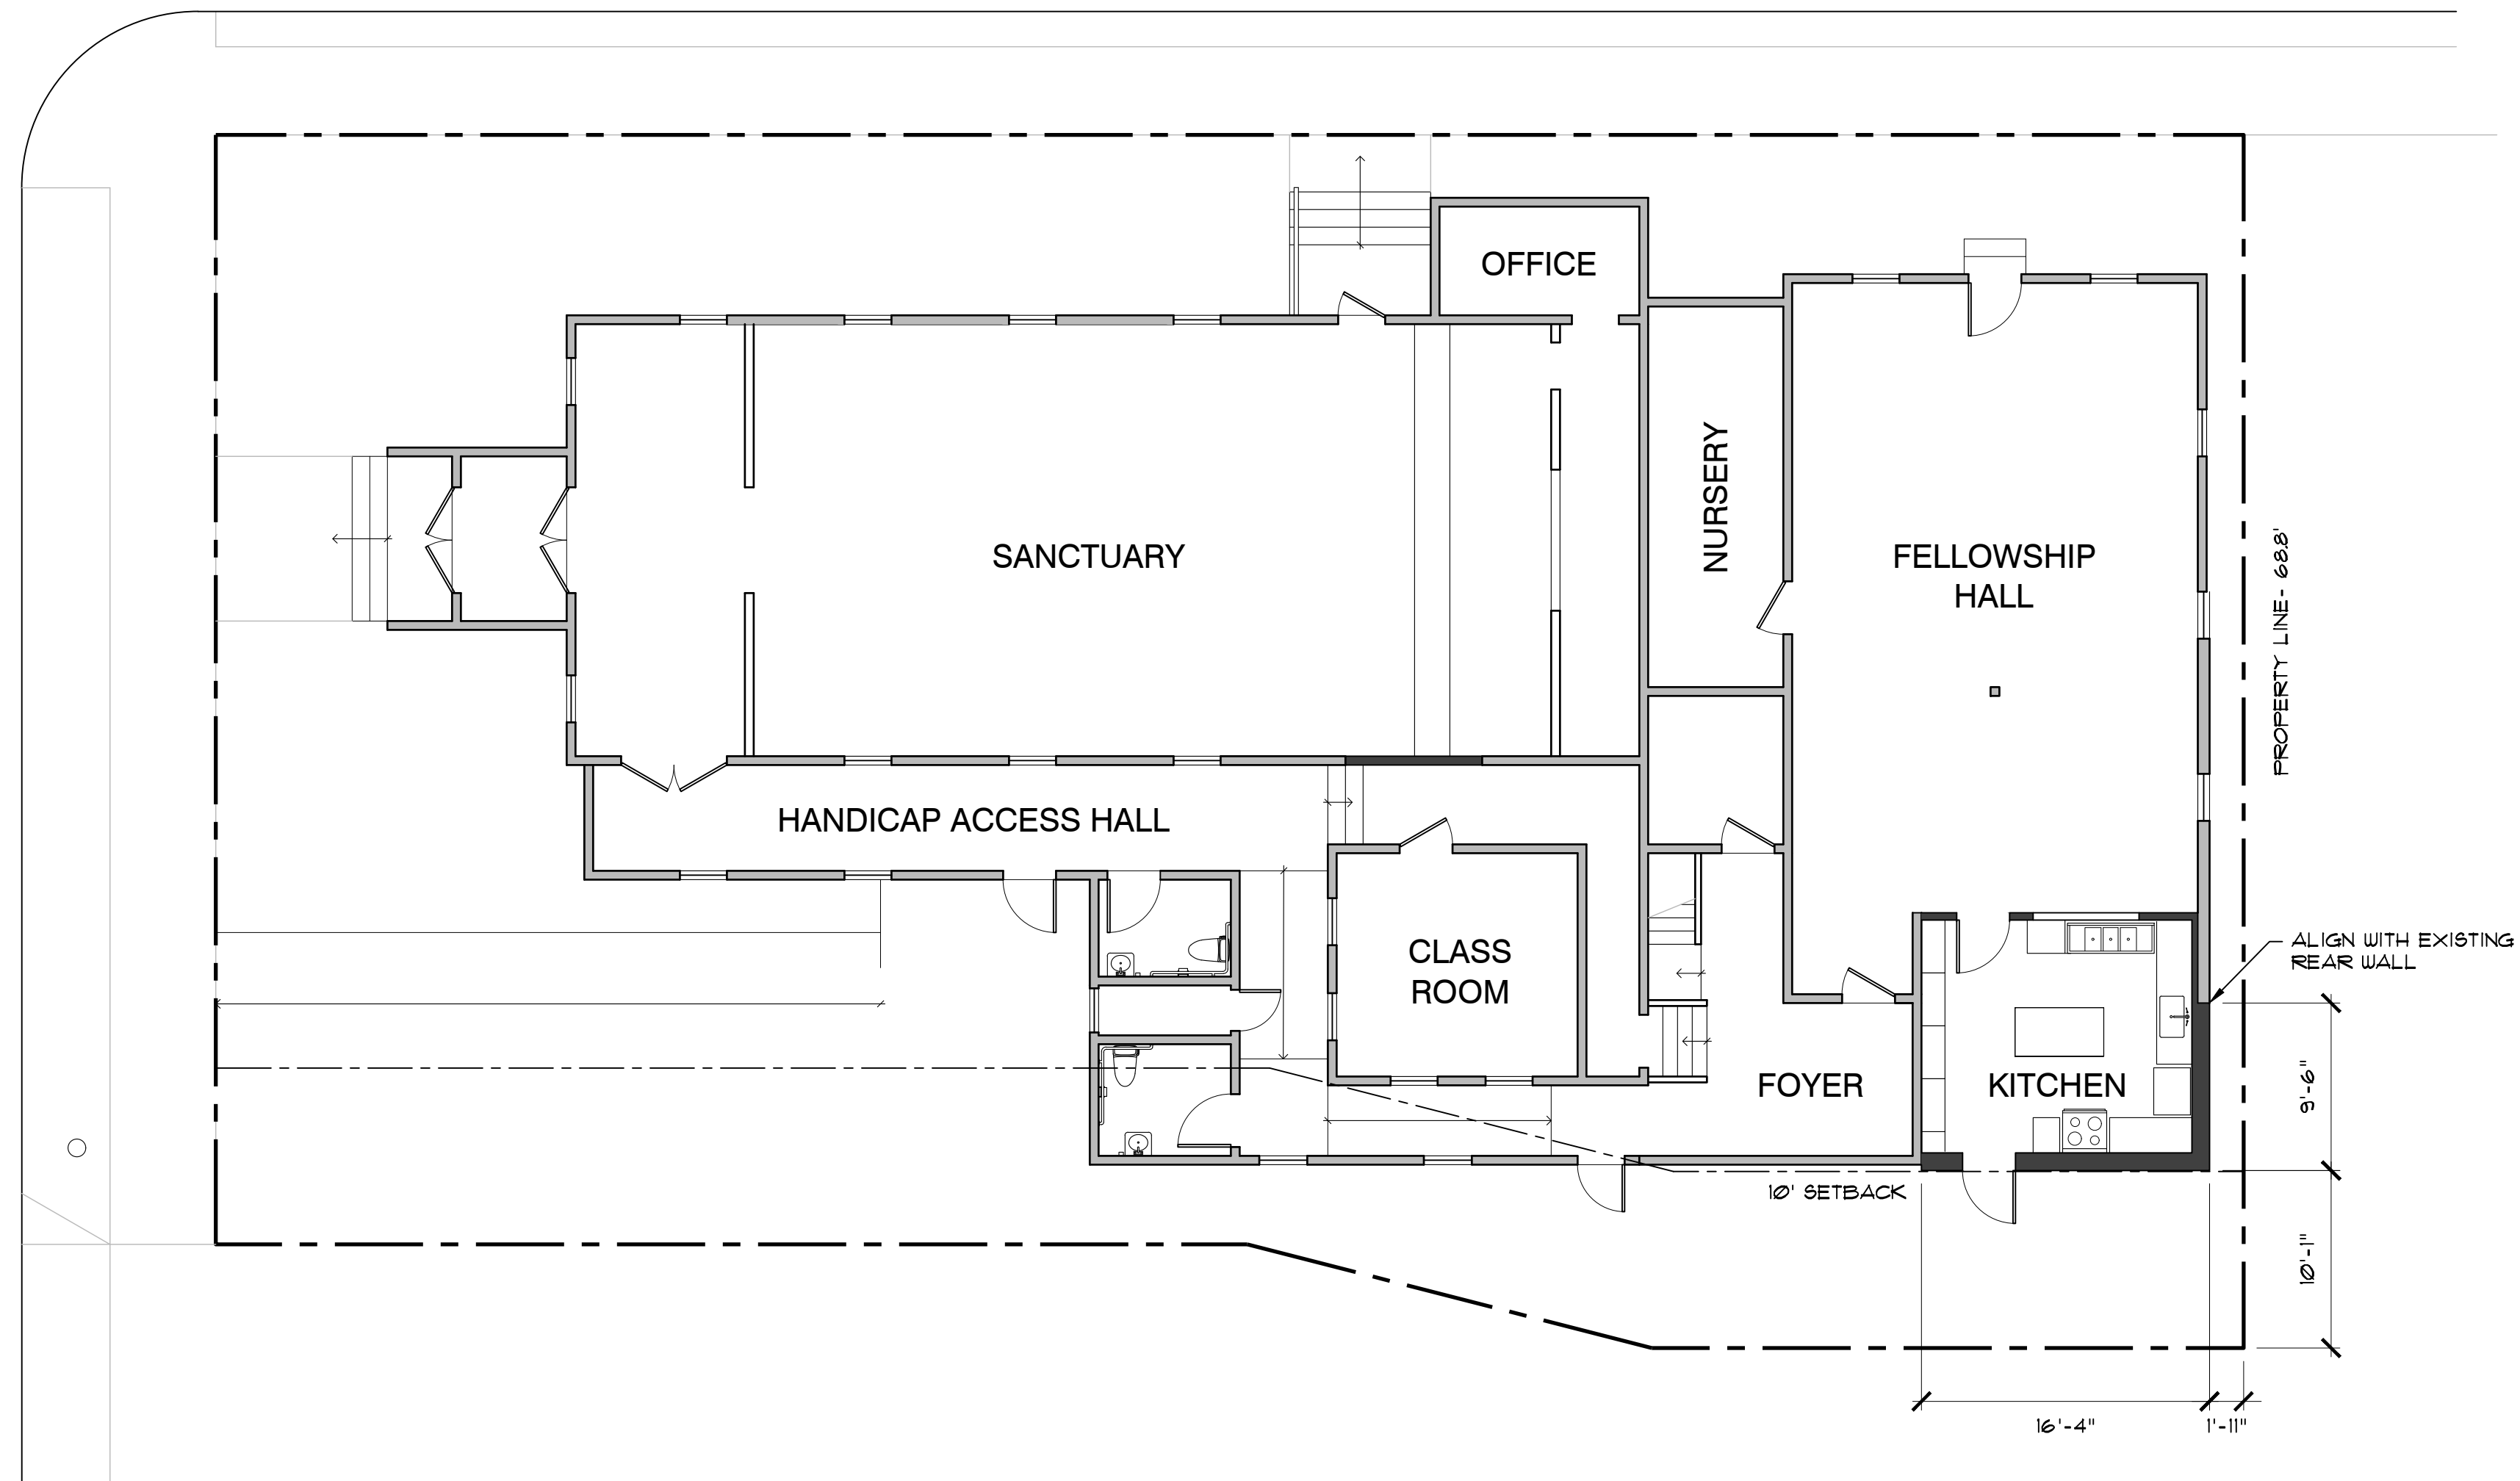 OFFICE
NURSERY
SANCTUARY
FELLOWSHIP
HALL
PROPERTY LINE- 68.8'
HANDICAP ACCESS HALL
CLASS
ROOM
ALIGN WITH EXISTING
REAR WALL
FOYER
KITCHEN
9'-6"
10' SETBACK
10'-1"
16'-4"
1'-11"